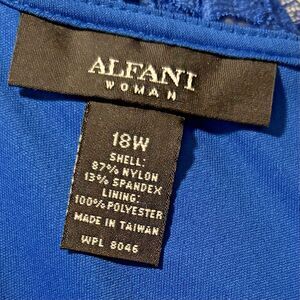 ALFANI
WOMAN
18W
SHELL:
87% NYLON
13% SPANDEX
LINING:
100% POLYESTER
MADE IN TAIWAN
WPL 8046